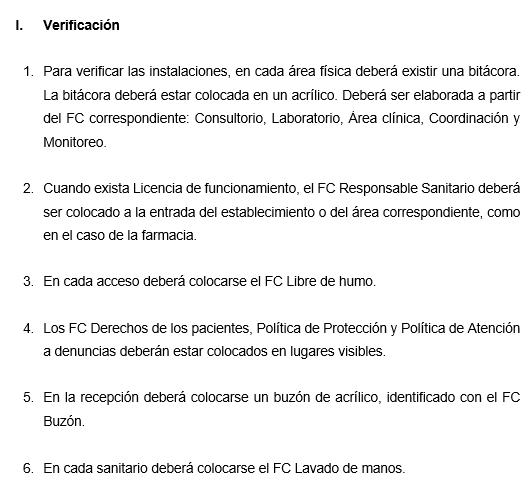 I. Verificación
1. Para verificar las instalaciones, en cada área física deberá existir una bitácora.
La bitácora deberá estar colocada en un acrílico. Deberá ser elaborada a partir
del FC correspondiente: Consultorio, Laboratorio, Área clínica, Coordinación y
Monitoreo.
2. Cuando exista Licencia de funcionamiento, el FC Responsable Sanitario deberá
ser colocado a la entrada del establecimiento o del área correspondiente, como
en el caso de la farmacia.
3. En cada acceso deberá colocarse el FC Libre de humo.
4. Los FC Derechos de los pacientes, Política de Protección y Política de Atención
a denuncias deberán estar colocados en lugares visibles.
5. En la recepción deberá colocarse un buzón de acrílico, identificado con el FC
Buzón.
6. En cada sanitario deberá colocarse el FC Lavado de manos.